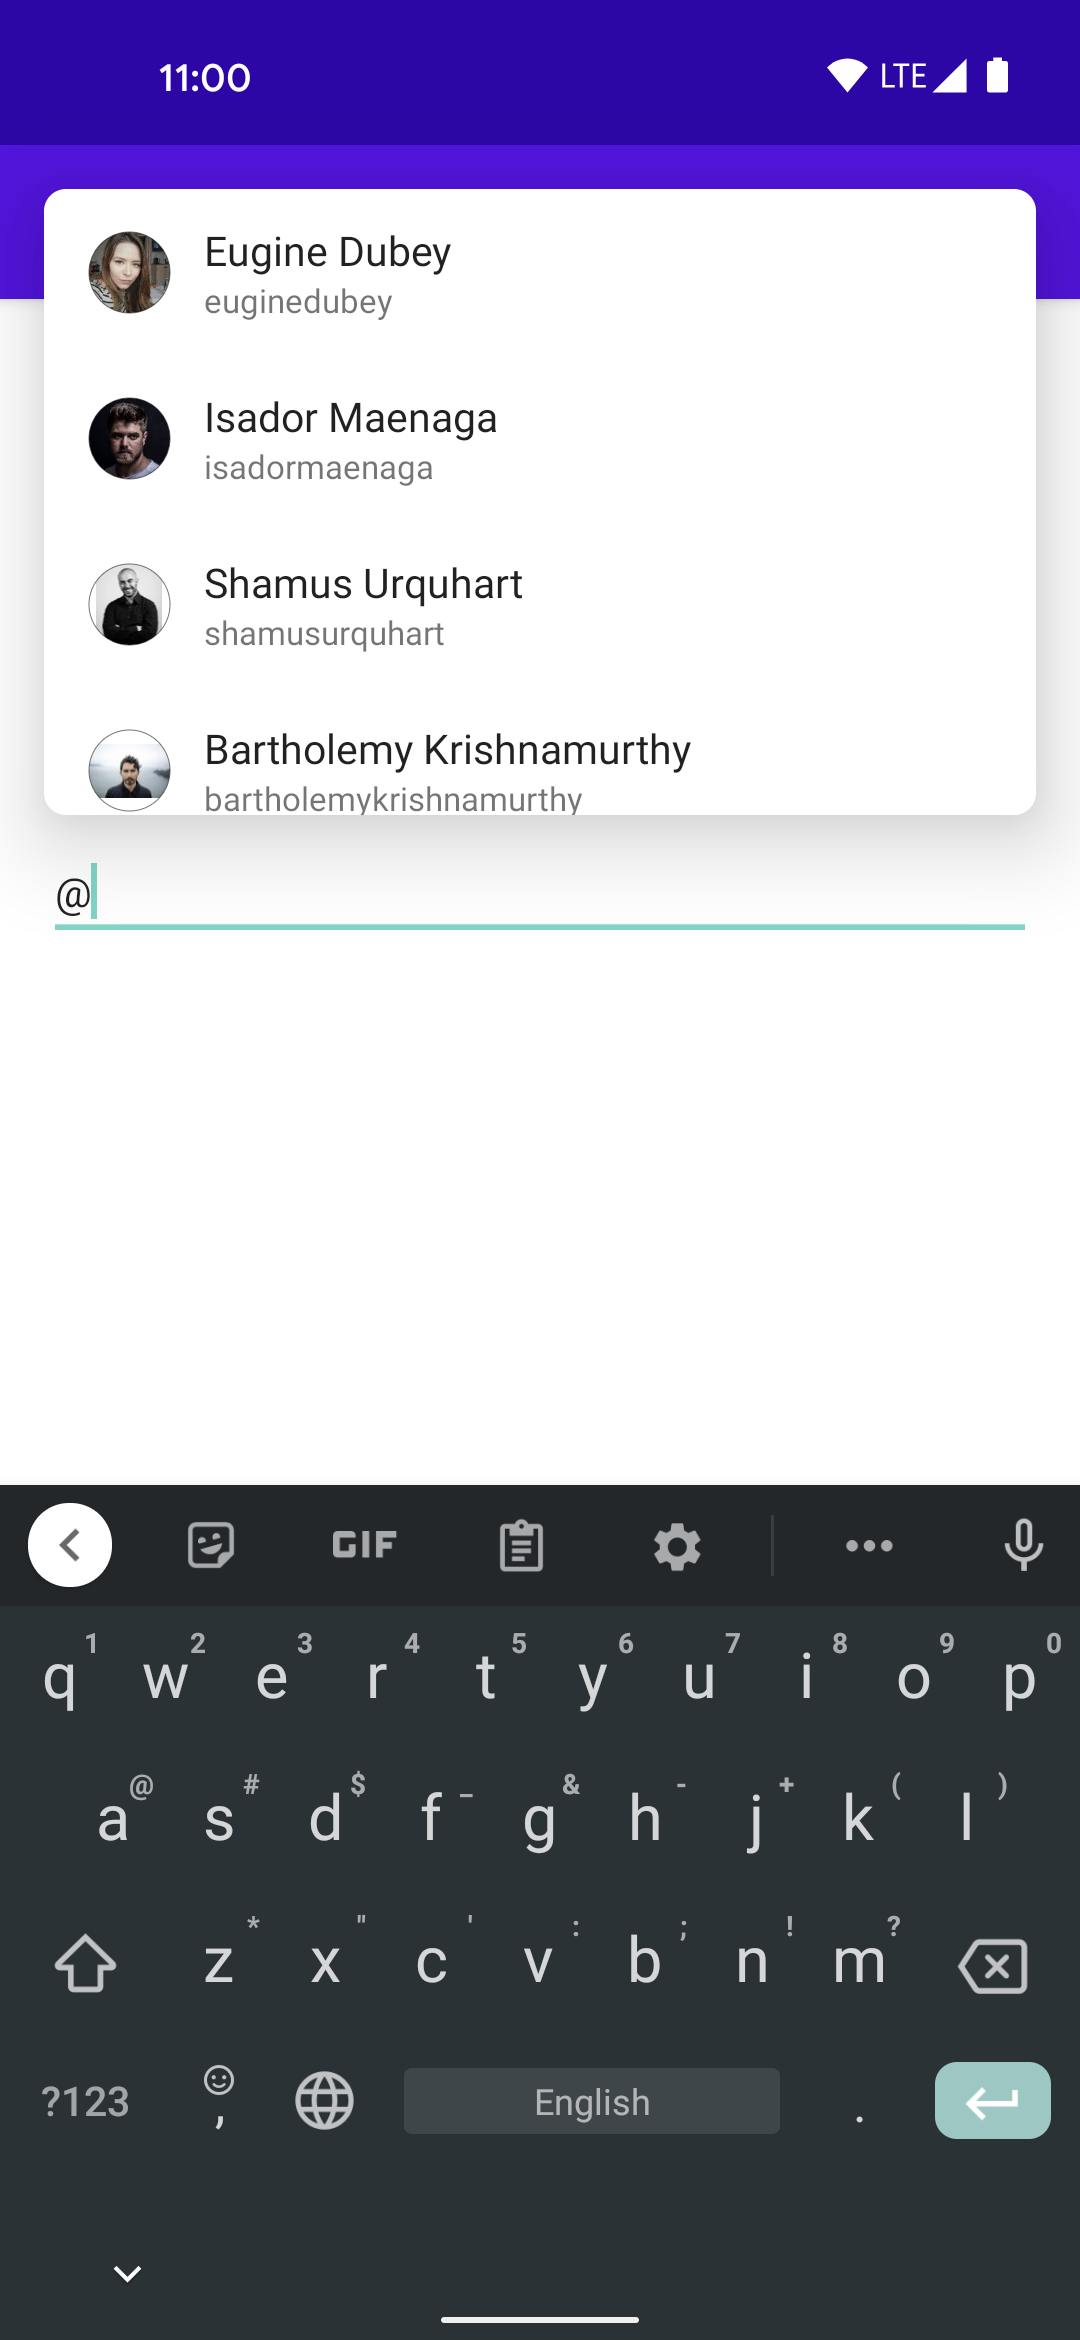 11:00 LTE
Eugine Dubey
euginedubey
Isador Maenaga
isadormaenaga
Shamus Urquhart
shamusurquhart
Bartholemy Krishnamurthy
bartholemykrishnamurthy
@
GIF
1 2 3 4 5 6 7 8 9 0
q w e r t y u i o p
@ # $ _ & - + ( )
a s d f g h j k l
* " ' : ; ! ?
z x c v b n m
?123 , English .